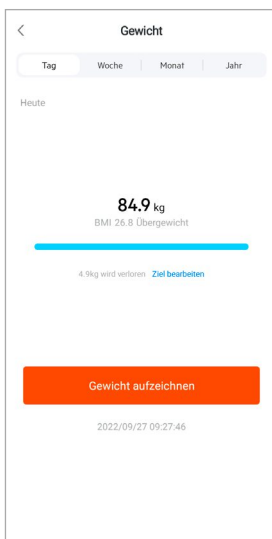 Gewicht
Tag Woche Monat Jahr
Heute
84.9 kg
BMI 26.8 Übergewicht
4.9kg wird verloren Ziel bearbeiten
Gewicht aufzeichnen
2022/09/27 09:27:46